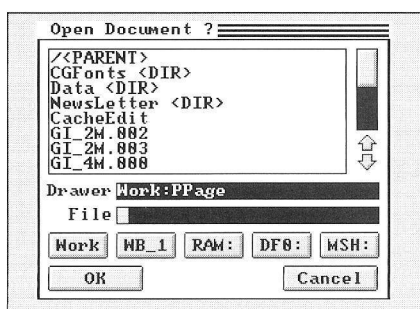 Open Document ?
/<PARENT>
CGFonts <DIR>
Data <DIR>
NewsLetter <DIR>
CacheEdit
GI_2M.002
GI_2M.003
GI_4M.000
Drawer Work:PPage
File
Work WB_1 RAM: DF0: MSH:
OK Cancel